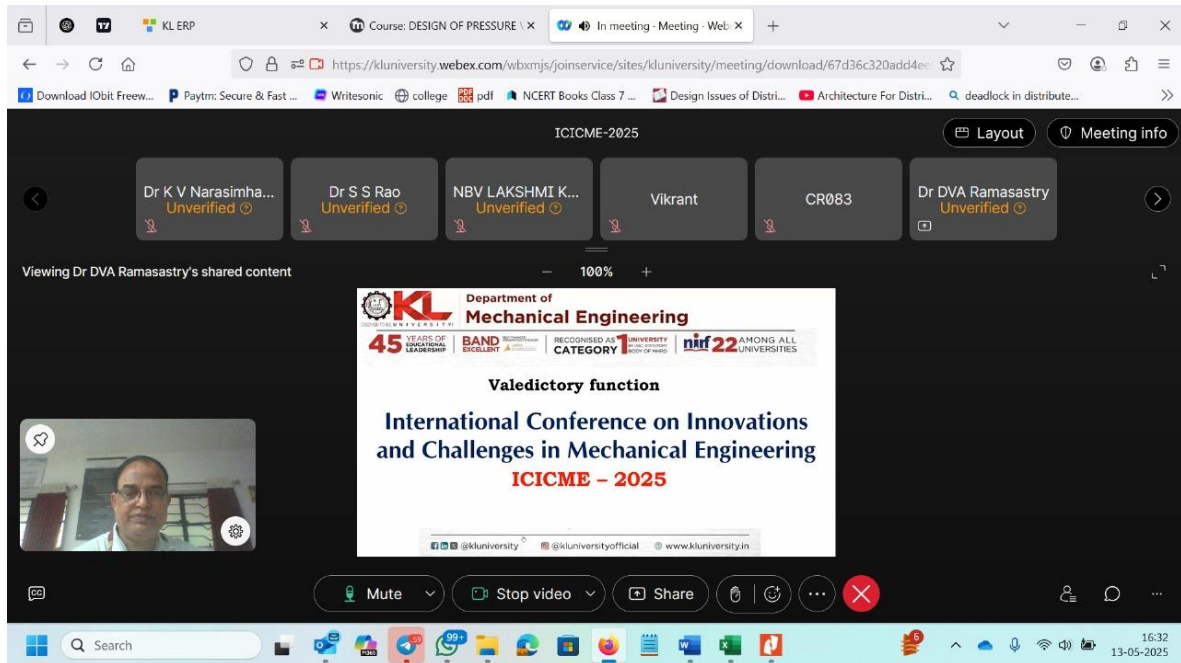 KL ERP
Course: DESIGN OF PRESSURE \
In meeting - Meeting - Web
https://kluniversity.webex.com/wbxmjs/joinservice/sites/kluniversity/meeting/download/67d36c320add4ee
Download IObit Freew...
Paytm: Secure & Fast ...
Writesonic
college
pdf
NCERT Books Class 7 ...
Design Issues of Distri...
Architecture For Distri...
deadlock in distribute...
ICICME-2025
Layout
Meeting info
Dr K V Narasimha...
Unverified
Dr S S Rao
Unverified
NBV LAKSHMI K...
Unverified
Vikrant
CR083
Dr DVA Ramasastry
Unverified
Viewing Dr DVA Ramasastry's shared content
− 100% +
KL
Department of
Mechanical Engineering
45 YEARS OF EDUCATIONAL LEADERSHIP
BAND EXCELLENT
RECOGNISED AS CATEGORY 1 UNIVERSITY
nirf 22 AMONG ALL UNIVERSITIES
Valedictory function
International Conference on Innovations
and Challenges in Mechanical Engineering
ICICME – 2025
@kluniversity
@kluniversityofficial
www.kluniversity.in
CC
Mute
Stop video
Share
Search
M365
99+
6
16:32
13-05-2025